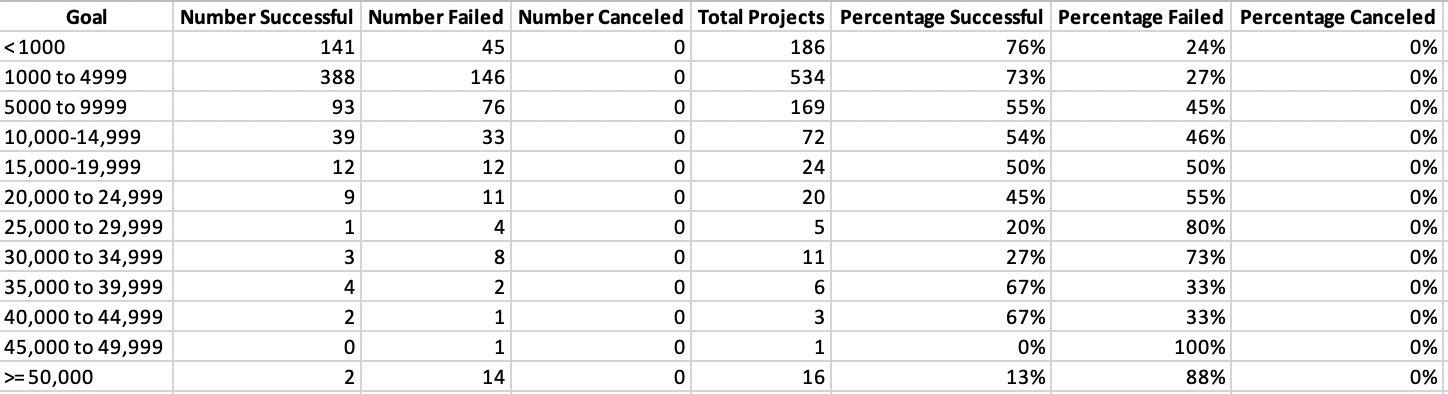 Goal Number Successful Number Failed Number Canceled Total Projects Percentage Successful Percentage Failed Percentage Canceled
<1000 141 45 0 186 76% 24% 0%
1000 to 4999 388 146 0 534 73% 27% 0%
5000 to 9999 93 76 0 169 55% 45% 0%
10,000-14,999 39 33 0 72 54% 46% 0%
15,000-19,999 12 12 0 24 50% 50% 0%
20,000 to 24,999 9 11 0 20 45% 55% 0%
25,000 to 29,999 1 4 0 5 20% 80% 0%
30,000 to 34,999 3 8 0 11 27% 73% 0%
35,000 to 39,999 4 2 0 6 67% 33% 0%
40,000 to 44,999 2 1 0 3 67% 33% 0%
45,000 to 49,999 0 1 0 1 0% 100% 0%
>=50,000 2 14 0 16 13% 88% 0%